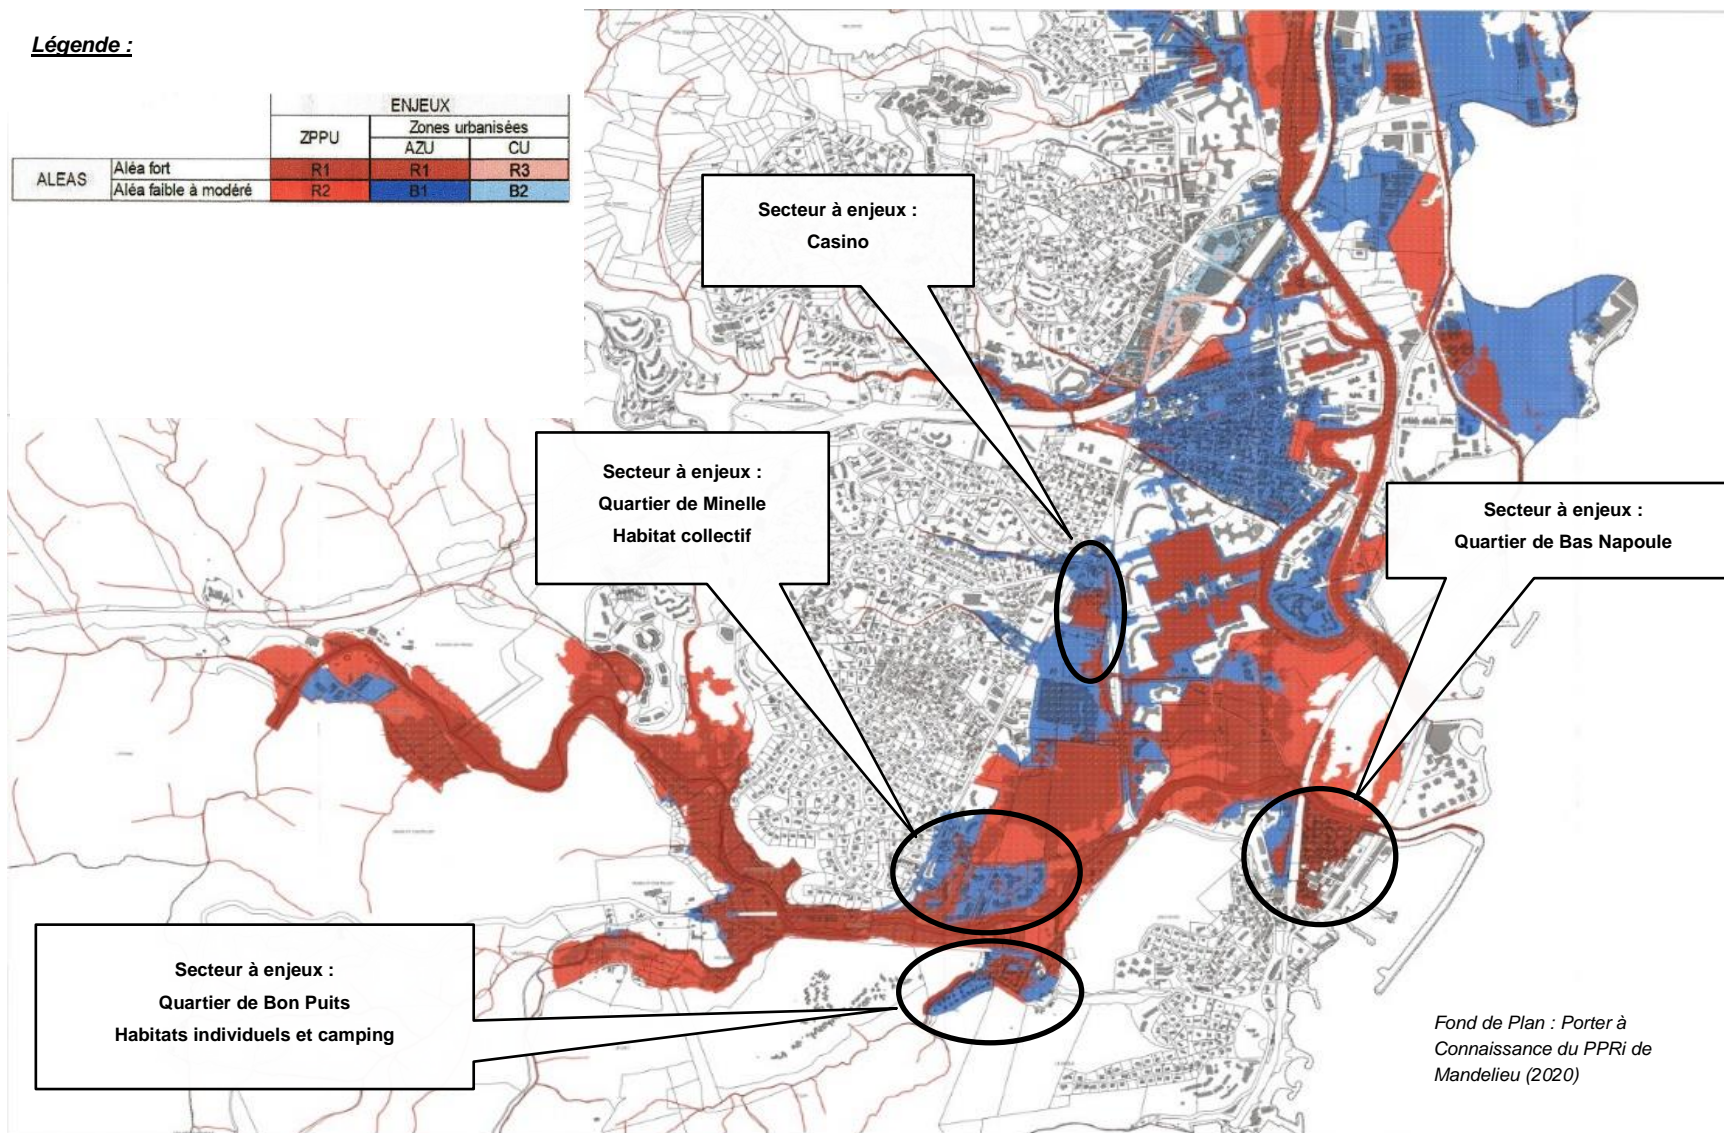 Légende :
ENJEUX
ZPPU
Zones urbanisées
AZU
CU
ALEAS
Aléa fort
R1
R1
R3
Aléa faible à modéré
R2
B1
B2
Secteur à enjeux :
Casino
Secteur à enjeux :
Quartier de Minelle
Habitat collectif
Secteur à enjeux :
Quartier de Bas Napoule
Secteur à enjeux :
Quartier de Bon Puits
Habitats individuels et camping
Fond de Plan : Porter à
Connaissance du PPRi de
Mandelieu (2020)